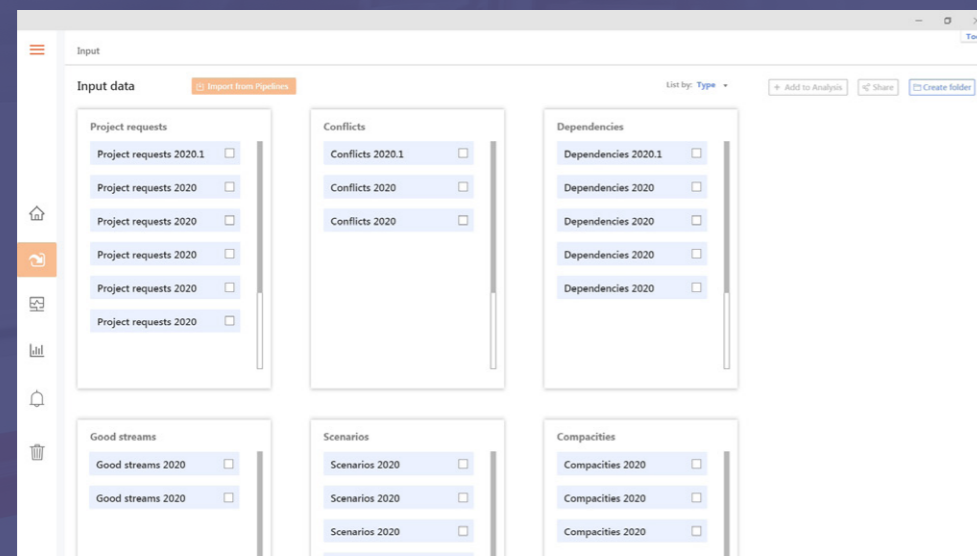 Too
Input
Input data
Import from Pipelines
List by: Type
+ Add to Analysis
Share
Create folder
Project requests
Project requests 2020.1
Project requests 2020
Project requests 2020
Project requests 2020
Project requests 2020
Project requests 2020
Conflicts
Conflicts 2020.1
Conflicts 2020
Conflicts 2020
Dependencies
Dependencies 2020.1
Dependencies 2020
Dependencies 2020
Dependencies 2020
Dependencies 2020
Good streams
Good streams 2020
Good streams 2020
Scenarios
Scenarios 2020
Scenarios 2020
Scenarios 2020
Compacities
Compacities 2020
Compacities 2020
Compacities 2020